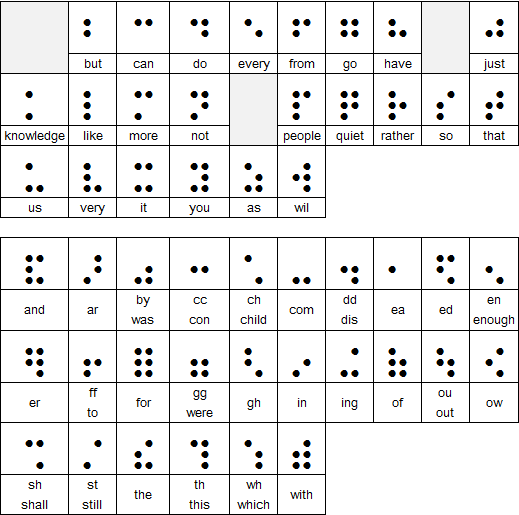 ⠃ ⠉ ⠙ ⠑ ⠋ ⠛ ⠓ ⠚
but can do every from go have just
⠅ ⠇ ⠍ ⠝ ⠏ ⠟ ⠗ ⠎ ⠞
knowledge like more not people quiet rather so that
⠥ ⠧ ⠭ ⠽ ⠵ ⠺
us very it you as wil
⠯ ⠜ ⠴ ⠒ ⠡ ⠤ ⠲ ⠂ ⠫ ⠢
and ar by cc ch com dd ea ed en
was con child dis enough
⠻ ⠖ ⠿ ⠶ ⠣ ⠔ ⠬ ⠷ ⠳ ⠪
er ff for gg gh in ing of ou ow
to were out
⠩ ⠌ ⠮ ⠹ ⠱ ⠾
sh st the th wh with
shall still this which